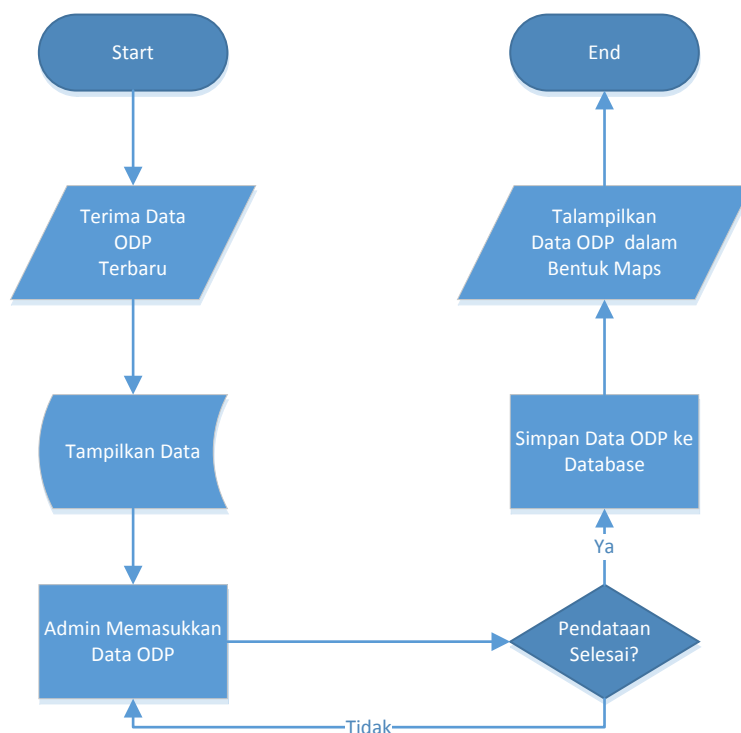 Start
Terima Data
ODP
Terbaru
Tampilkan Data
Admin Memasukkan
Data ODP
Pendataan
Selesai?
Tidak
Ya
Simpan Data ODP ke
Database
Talampilkan
Data ODP dalam
Bentuk Maps
End